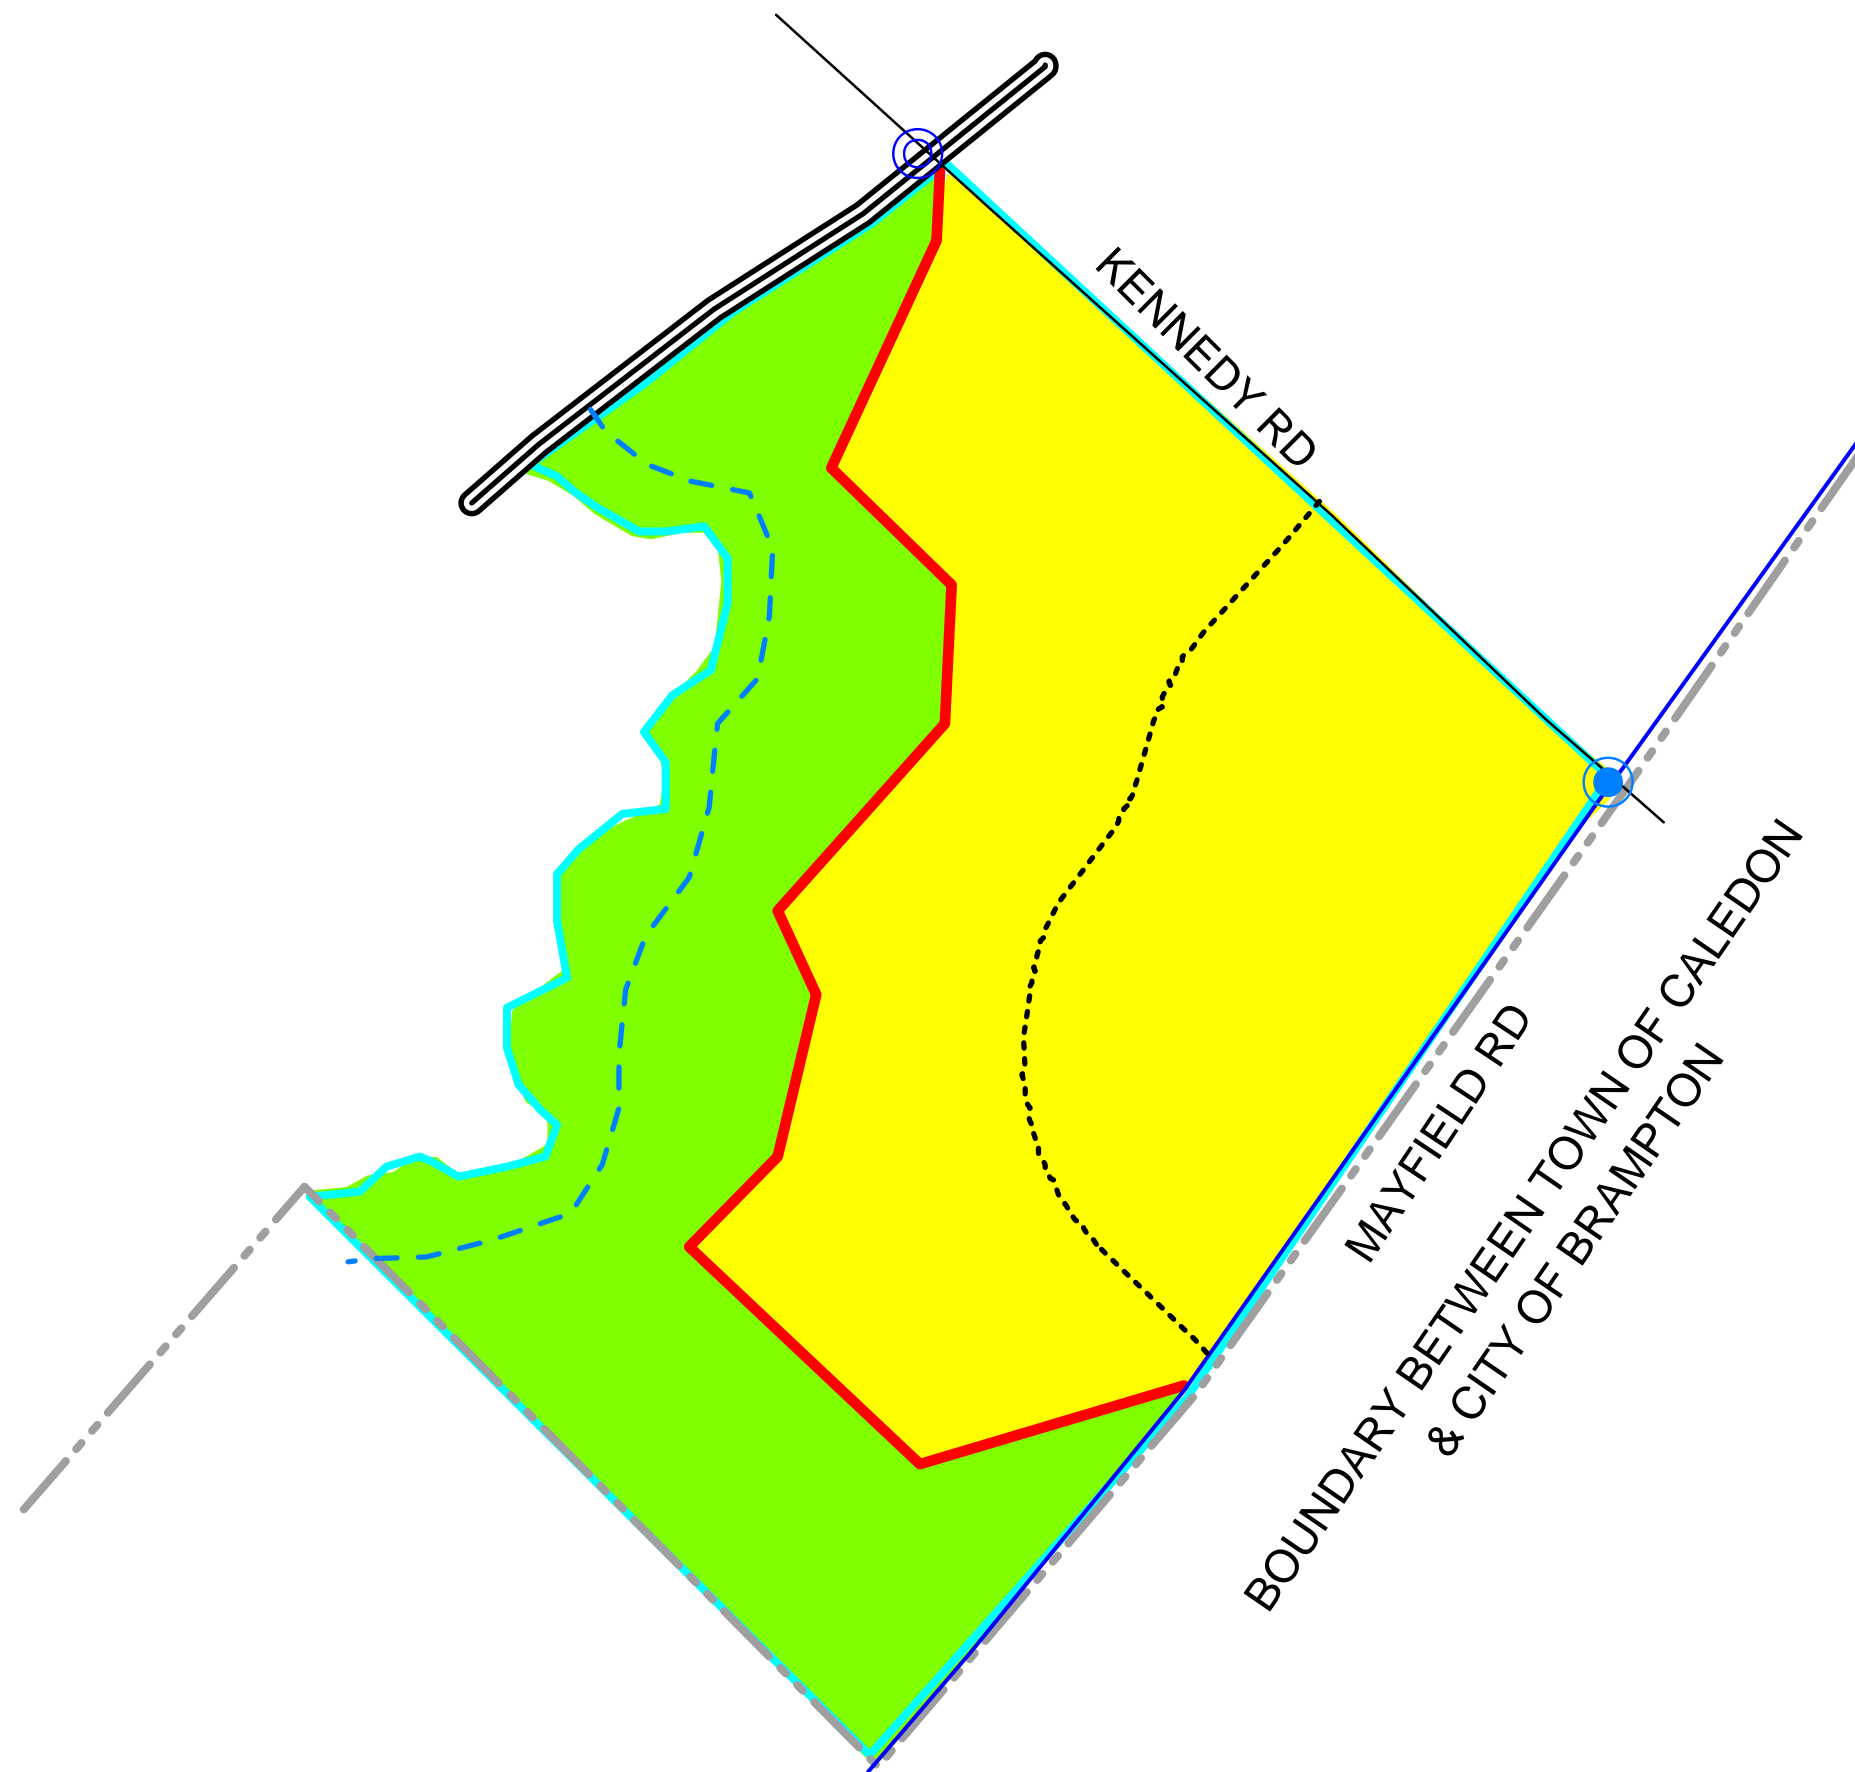 KENNEDY RD
MAYFIELD RD
BOUNDARY BETWEEN TOWN OF CALEDON
& CITY OF BRAMPTON